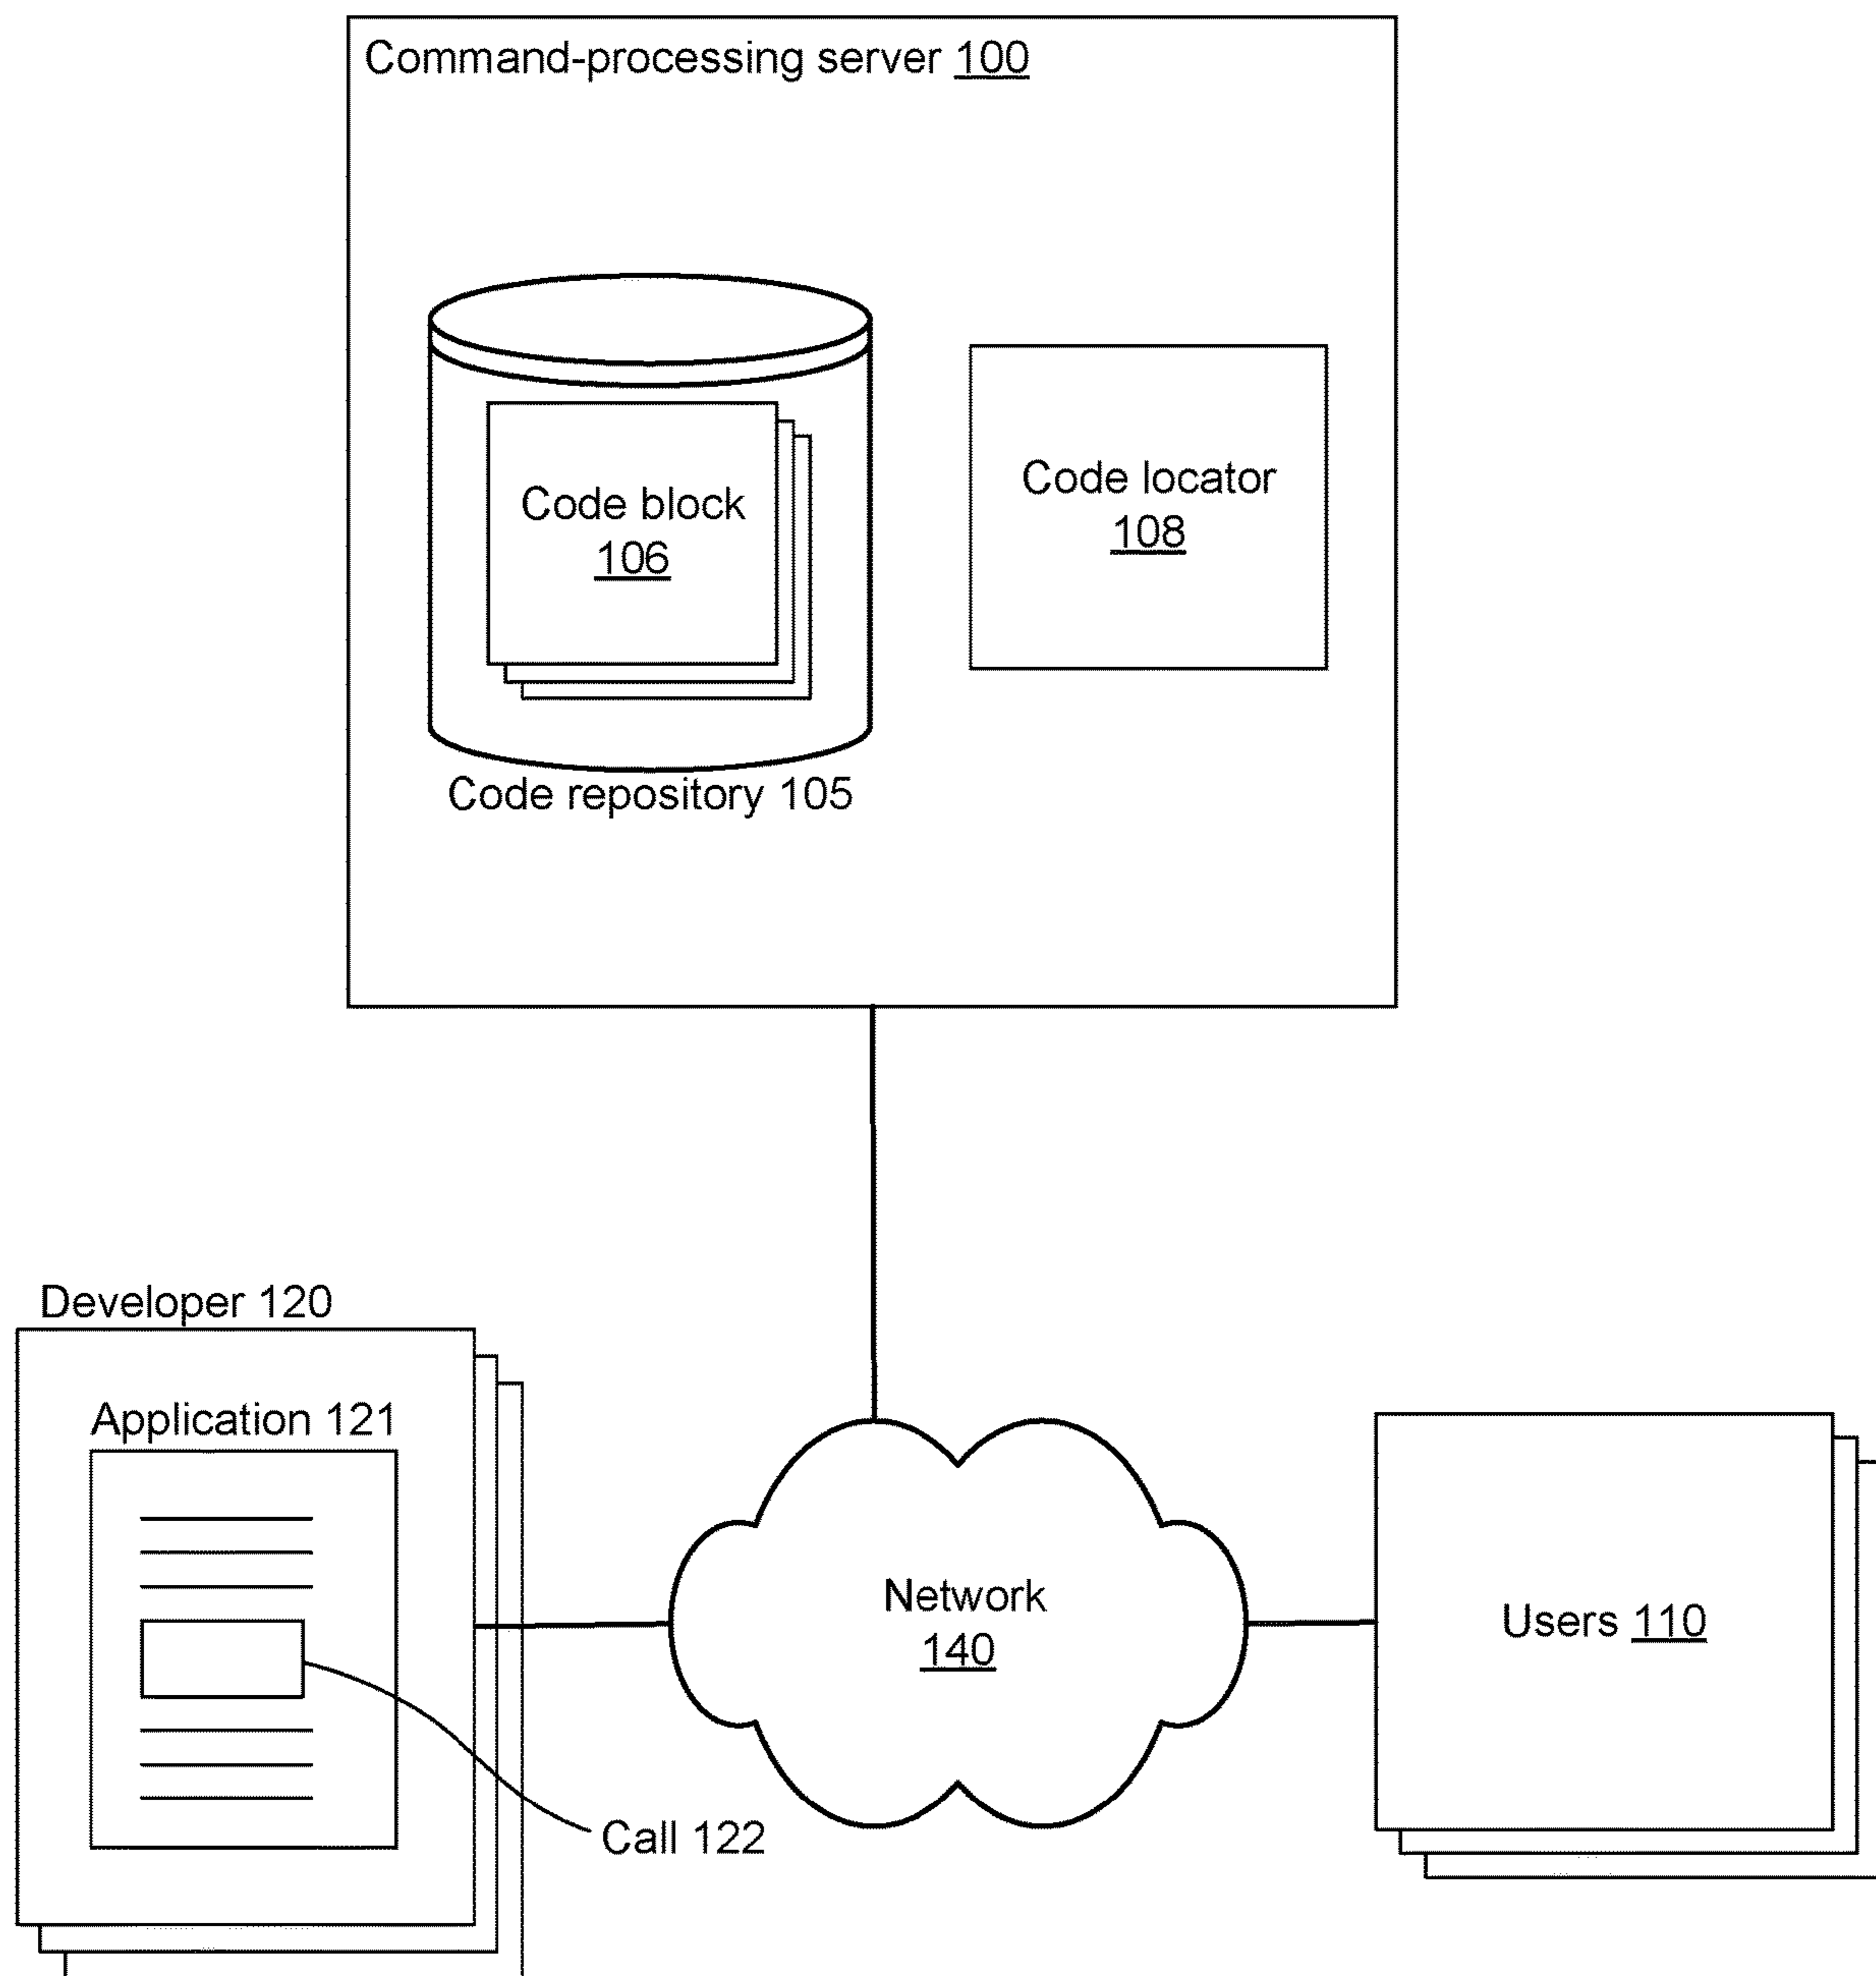 Command-processing server 100
Code block
106
Code locator
108
Code repository 105
Developer 120
Application 121
Call 122
Network
140
Users 110